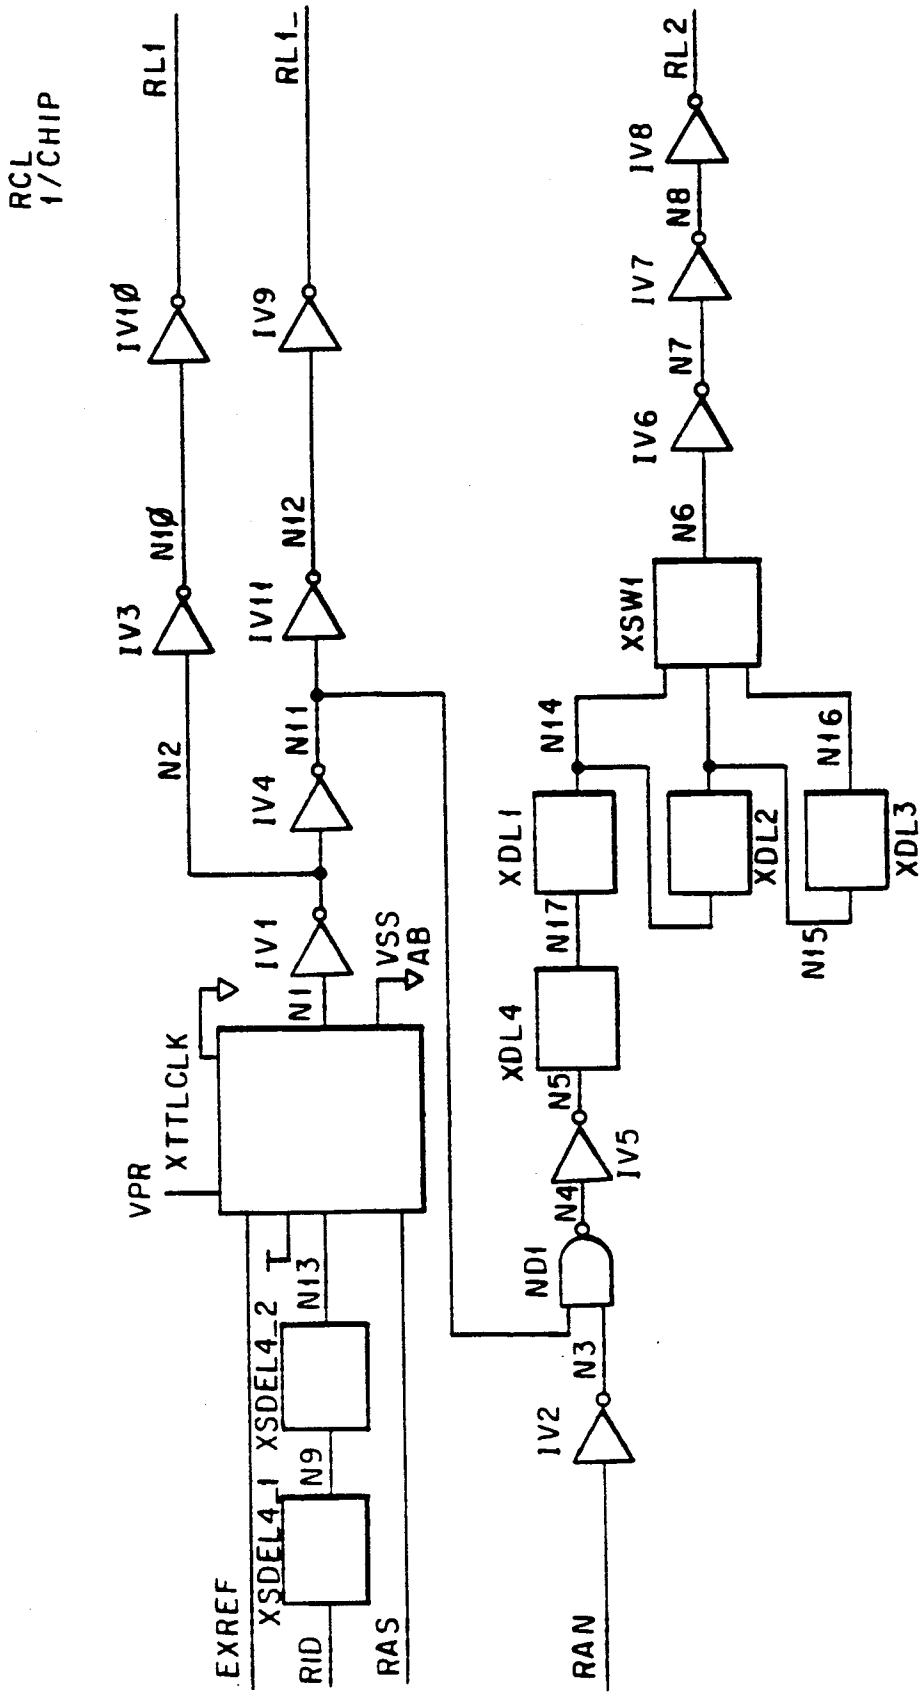 RCL
1/CHIP
EXREF
XSDEL4_1
RID
N9
RAS
XSDEL4_2
N13
VPR
XTTLCLK
N1
VSS
AB
IV1
N2
IV4
N11
IV3
N1Ø
IV1Ø
RL1
IV11
N12
IV9
RL1_
RAN
IV2
N3
ND1
N4
IV5
N5
XDL4
N17
XDL1
N14
XDL2
N15
XDL3
N16
XSW1
N6
IV6
N7
IV7
N8
IV8
RL2